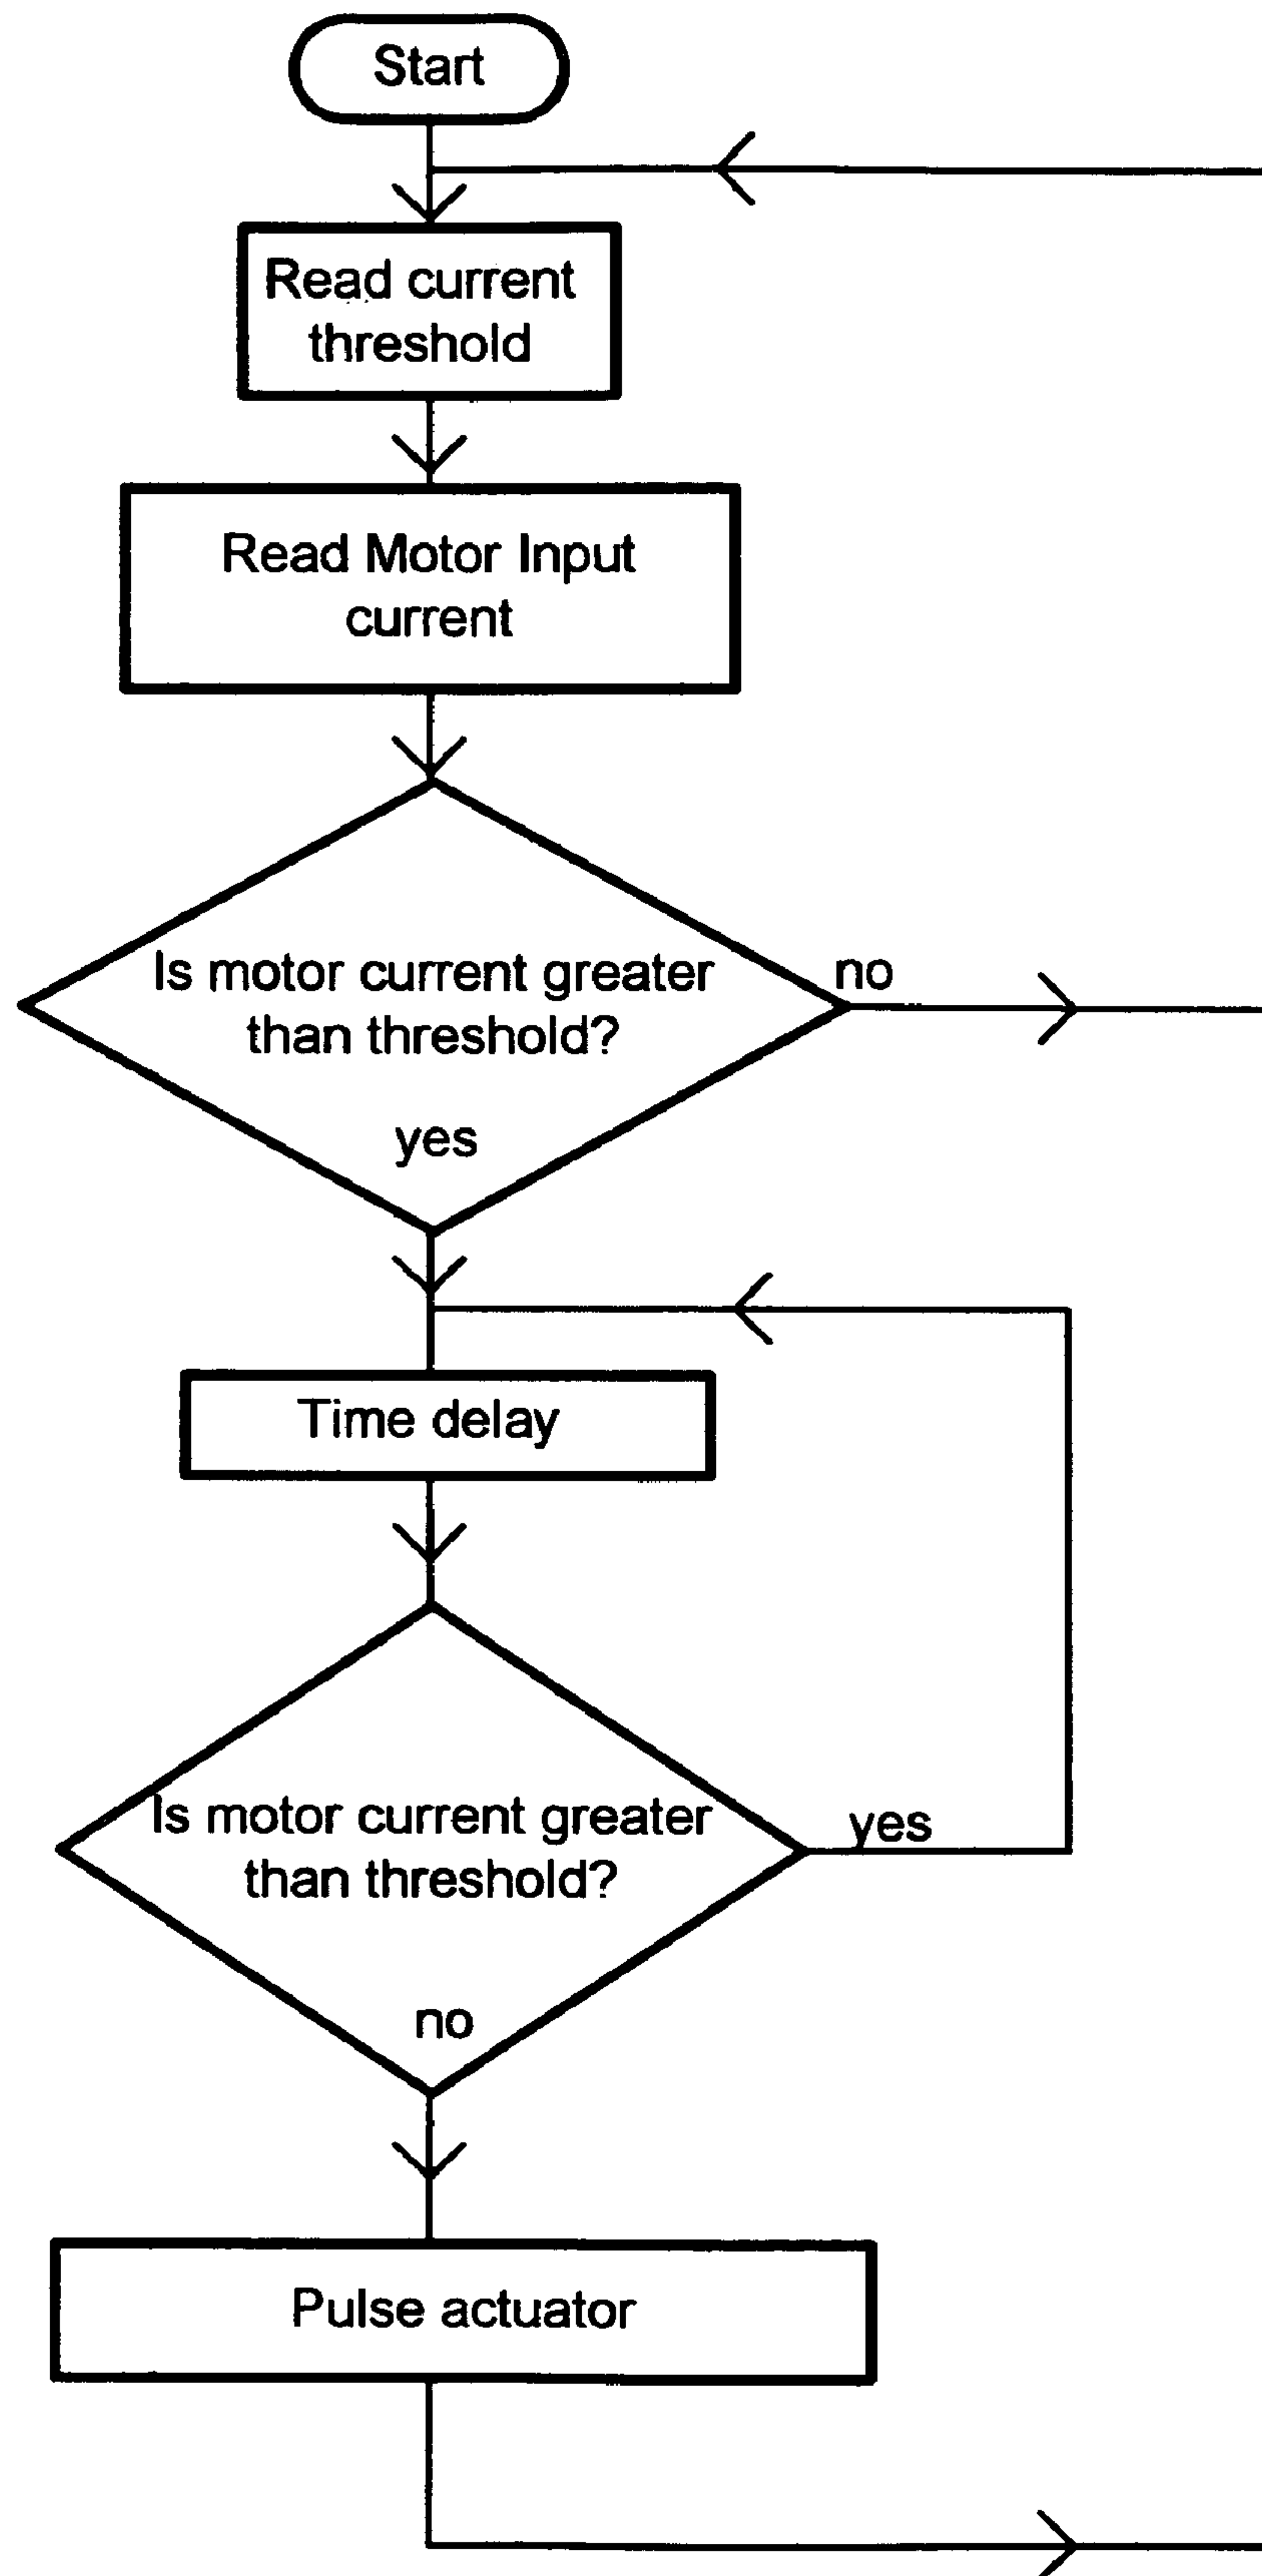 Start
Read current
threshold
Read Motor Input
current
Is motor current greater
than threshold?
no
yes
Time delay
Is motor current greater
than threshold?
yes
no
Pulse actuator